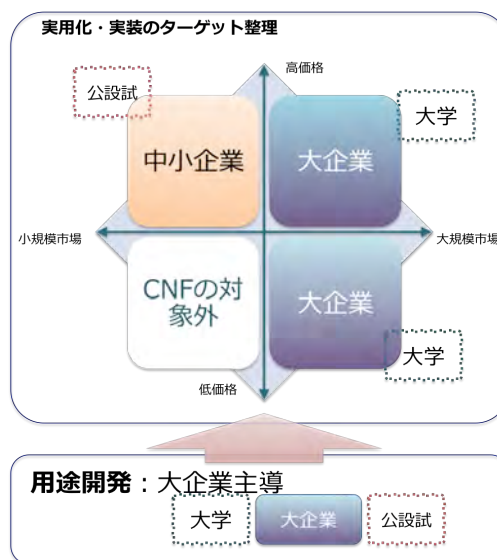 実用化・実装のターゲット整理
高価格
公設試
大学
中小企業
大企業
小規模市場
大規模市場
CNFの対
象外
大企業
大学
低価格
用途開発：大企業主導
大学
大企業
公設試